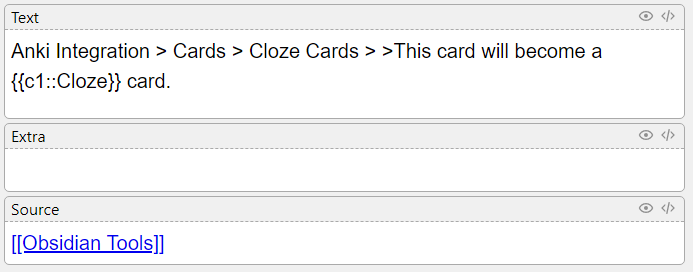 Text
Anki Integration > Cards > Cloze Cards > >This card will become a
{{c1::Cloze}} card.
Extra
Source
[[Obsidian Tools]]